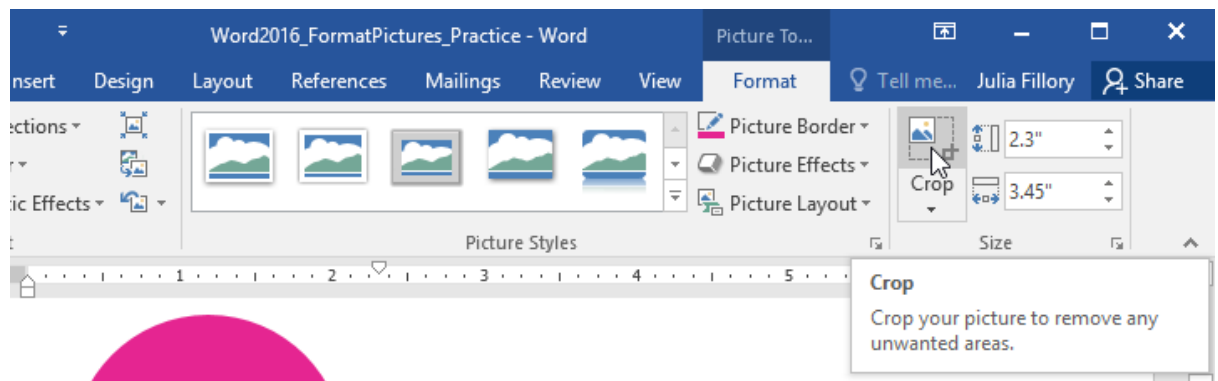 Word2016_FormatPictures_Practice - Word
Picture To...
nsert Design Layout References Mailings Review View Format Tell me... Julia Fillory Share
ections
Picture Border
2.3"
r
Picture Effects
Crop
ic Effects
Picture Layout
3.45"
t
Picture Styles
Size
1 2 3 4 5
Crop
Crop your picture to remove any
unwanted areas.